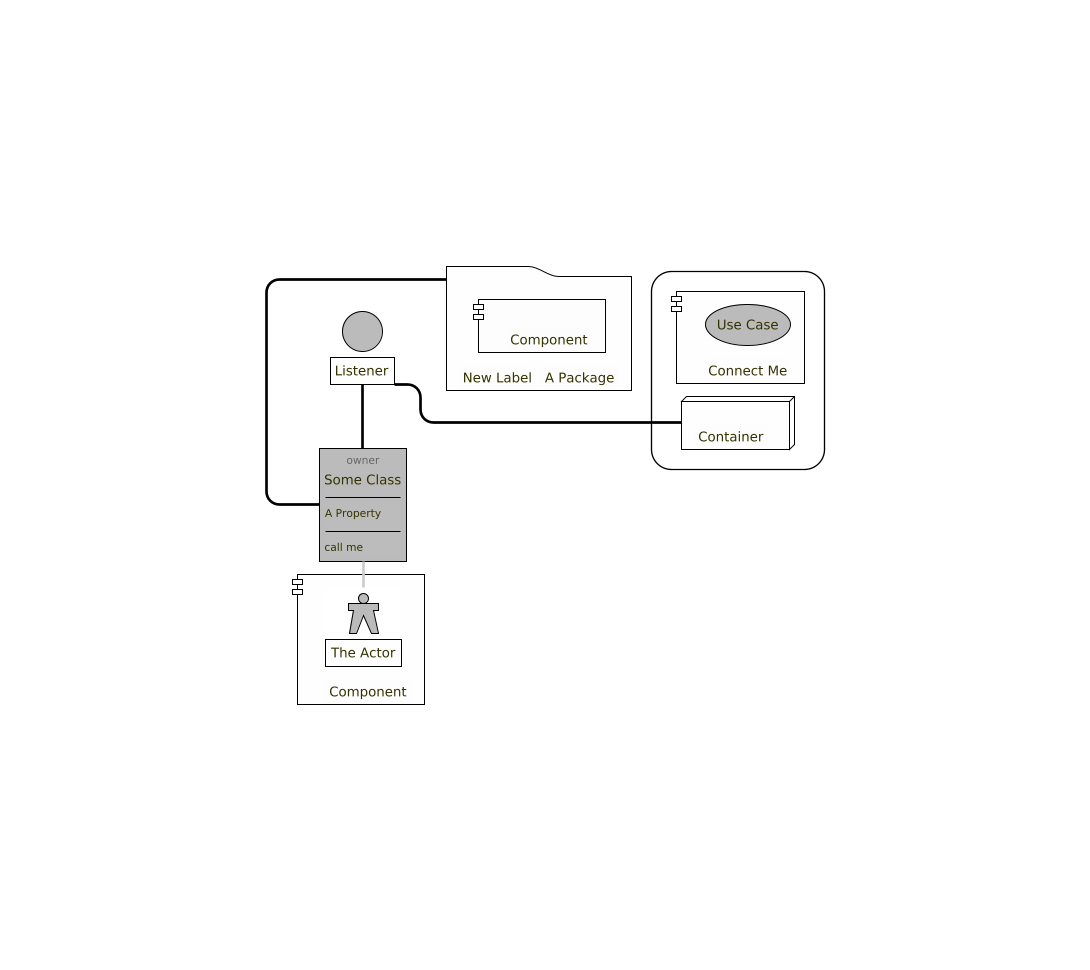 Listener
Component
New Label A Package
Use Case
Connect Me
Container
owner
Some Class
A Property
call me
The Actor
Component